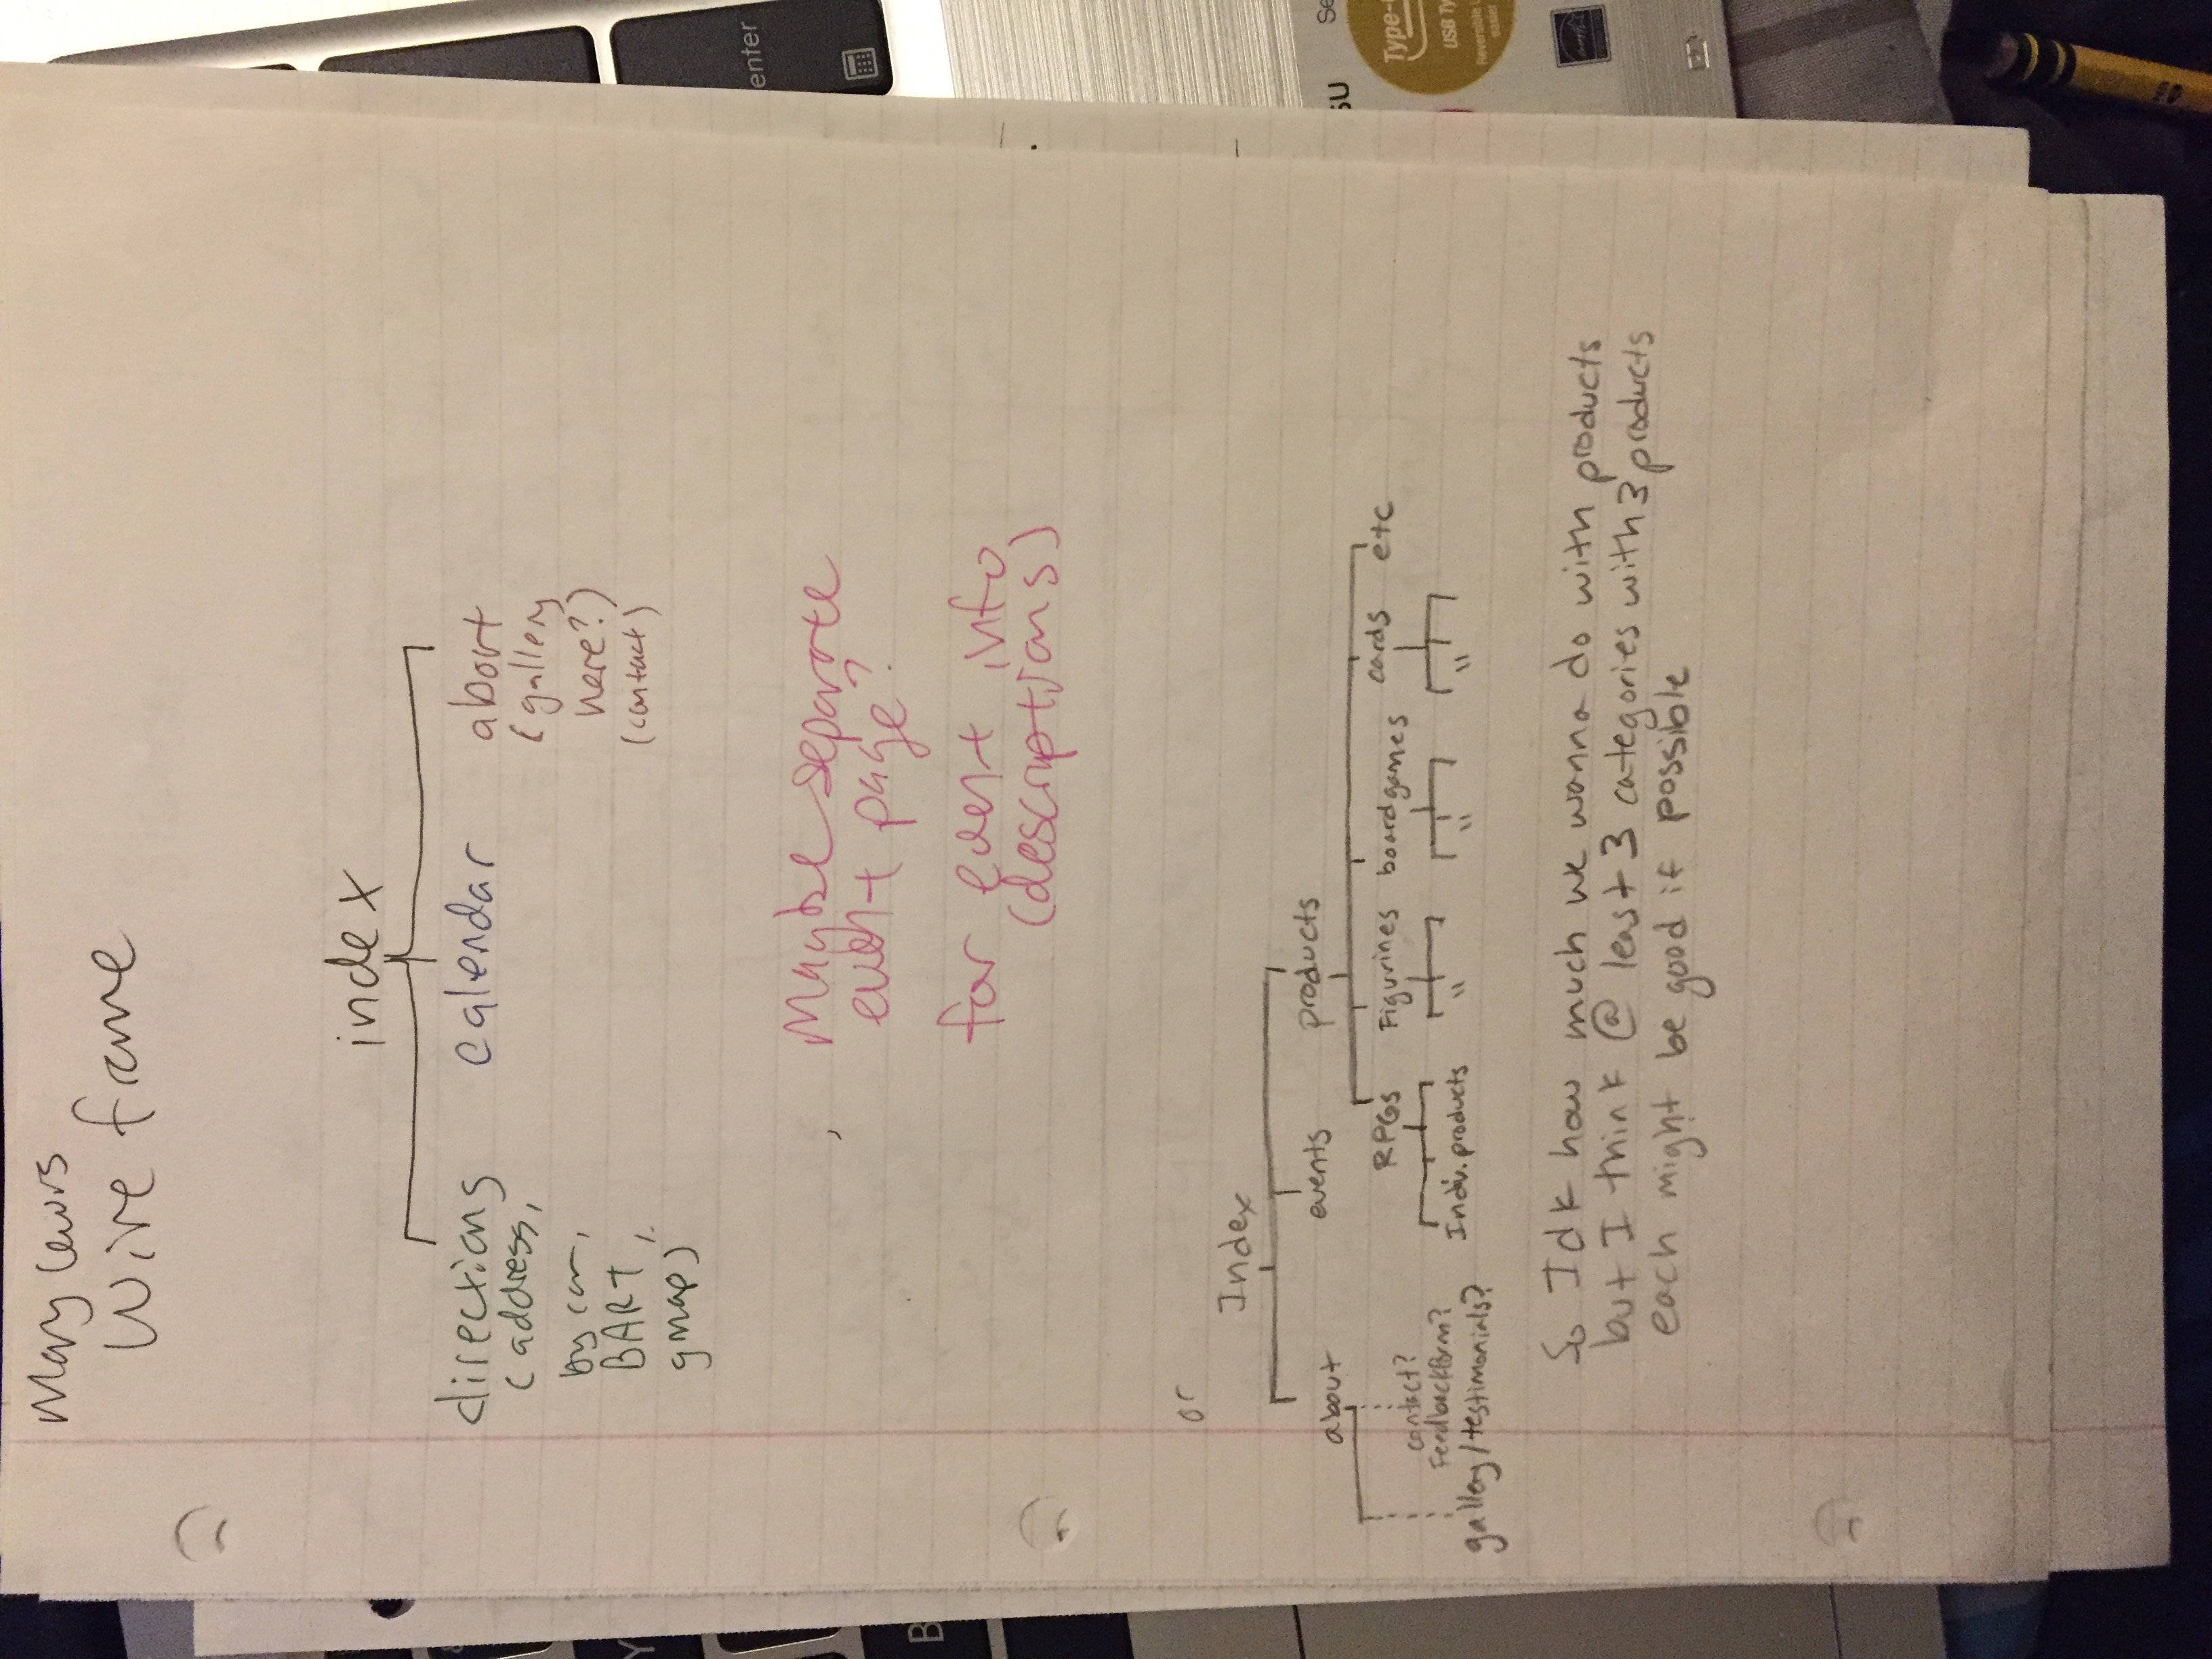 Wire frame
index
directions calendar about
(address, (gallery
by car, here?)
BART, (contact)
gmap)
Maybe separate
event page?
for event info
(descriptions)
or
Index
about events products
contact? RPGs Figurines boardgames cards etc
Feedback form? Indiv. products " " "
gallery/testimonials?
So Idk how much we wanna do with products
but I think @ least 3 categories with 3 products
each might be good if possible
enter
Type-
USB Ty
Reversible
easier
Se
SU
B
Y